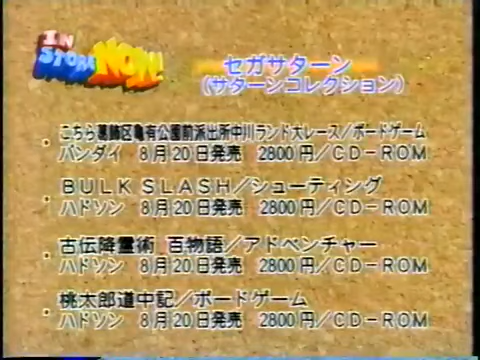 IN STORE NOW!
セガサターン
(サターンコレクション)
こちら葛飾区亀有公園前派出所中川ランド大レース/ボードゲーム
バンダイ 8月20日発売 2800円/CD-ROM
BULK SLASH/シューティング
ハドソン 8月20日発売 2800円/CD-ROM
古伝降霊術 百物語/アドベンチャー
ハドソン 8月20日発売 2800円/CD-ROM
桃太郎道中記/ボードゲーム
ハドソン 8月20日発売 2800円/CD-ROM